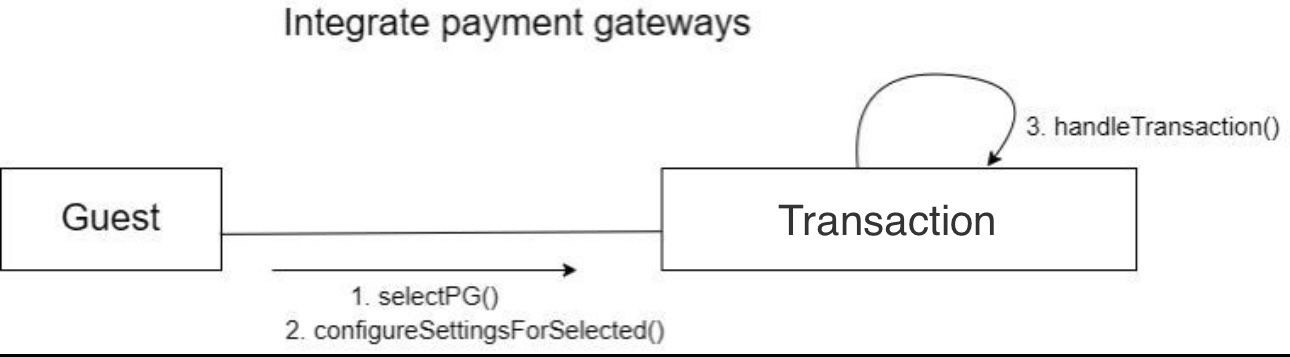 Integrate payment gateways
3. handleTransaction()
Guest
Transaction
1. selectPG()
2. configureSettingsForSelected()